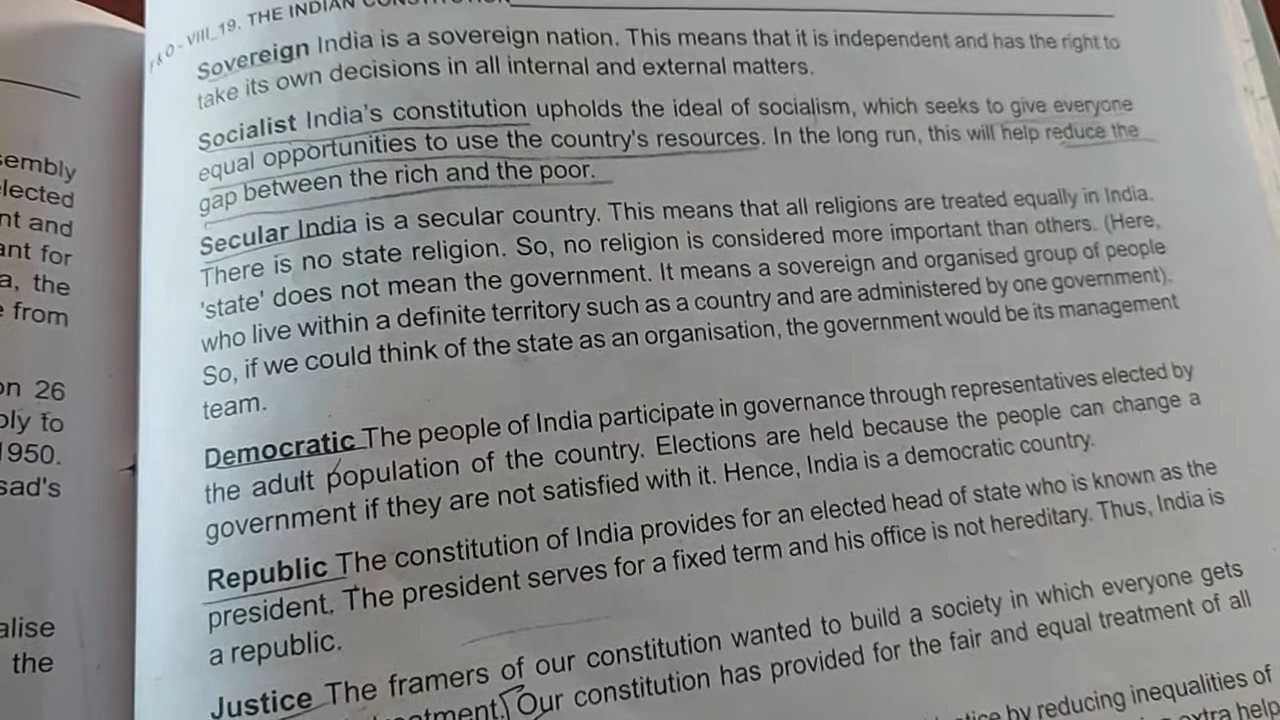 sembly
lected
nt and
ant for
a, the
e from
on 26
bly to
1950.
sad's
alise
the
VIII_19. THE INDIAN
Sovereign India is a sovereign nation. This means that it is independent and has the right to
take its own decisions in all internal and external matters.
Socialist India's constitution upholds the ideal of socialism, which seeks to give everyone
equal opportunities to use the country's resources. In the long run, this will help reduce the
gap between the rich and the poor.
Secular India is a secular country. This means that all religions are treated equally in India.
There is no state religion. So, no religion is considered more important than others. (Here,
'state' does not mean the government. It means a sovereign and organised group of people
who live within a definite territory such as a country and are administered by one government).
So, if we could think of the state as an organisation, the government would be its management
team.
Democratic The people of India participate in governance through representatives elected by
the adult population of the country. Elections are held because the people can change a
government if they are not satisfied with it. Hence, India is a democratic country.
Republic The constitution of India provides for an elected head of state who is known as the
president. The president serves for a fixed term and his office is not hereditary. Thus, India is
a republic.
Justice The framers of our constitution wanted to build a society in which everyone gets
Our constitution has provided for the fair and equal treatment of all
by reducing inequalities of
extra help